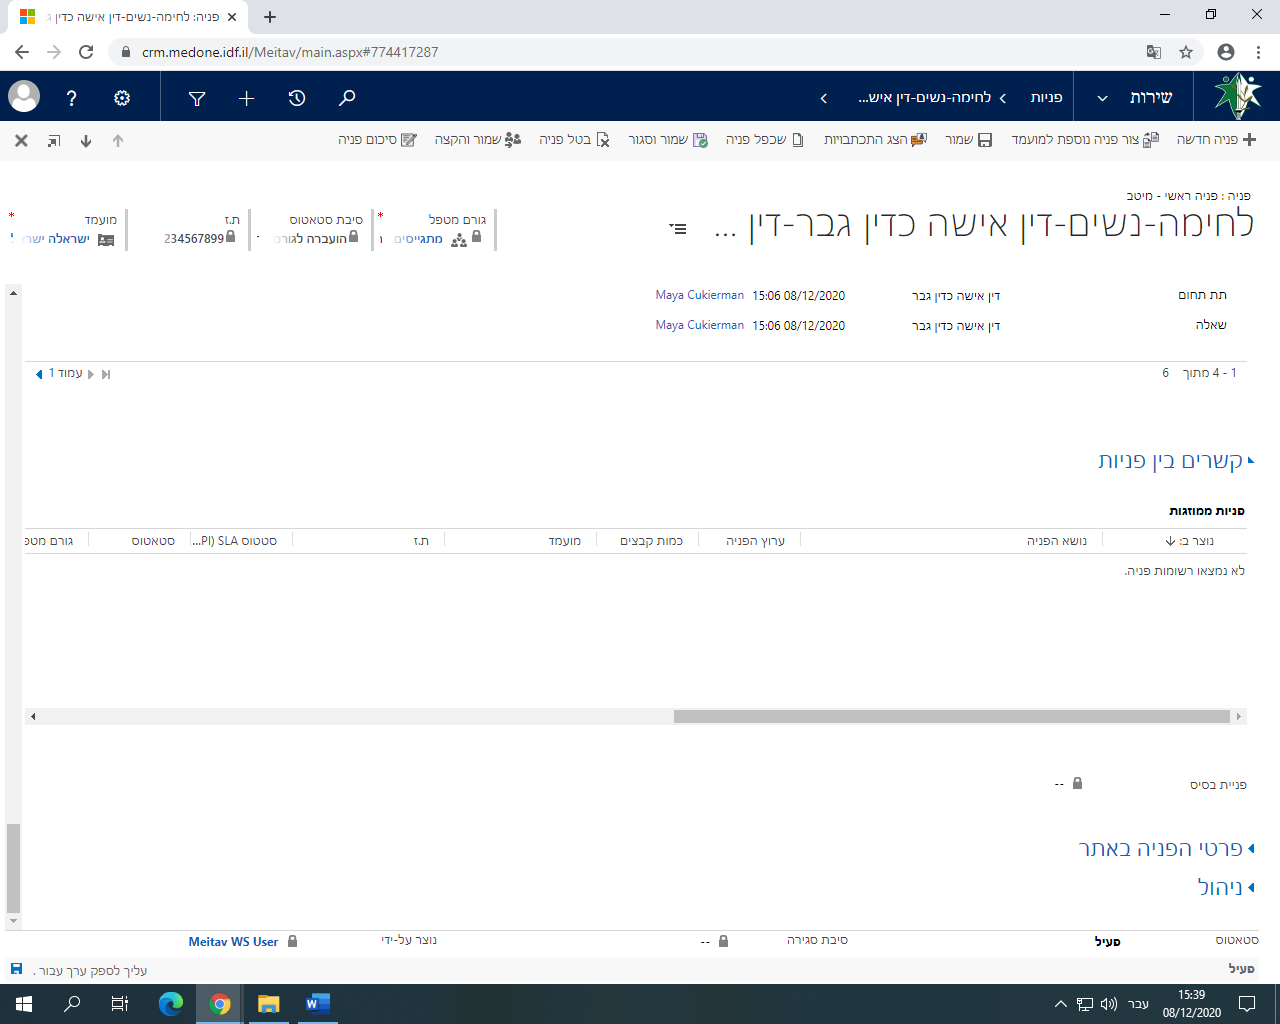 פניה: לחימה-נשים-דין אישה כדין ג
crm.medone.idf.il/Meitav/main.aspx#774417287
שירות
פניות
לחימה-נשים-דין איש...
פניה חדשה
צור פניה נוספת למועמד
שמור
הצג התכתבויות
שכפל פניה
שמור וסגור
בטל פניה
שמור והקצה
סיכום פניה
פניה : פניה ראשי - מיטב
לחימה-נשים-דין אישה כדין גבר-דין ...
גורם מטפל
מתגייסים
סיבת סטאטוס
הועברה לגורם
ת.ז
234567899
מועמד
ישראלה ישרא
תת תחום דין אישה כדין גבר 08/12/2020 15:06 Maya Cukierman
שאלה דין אישה כדין גבר 08/12/2020 15:06 Maya Cukierman
1 - 4 מתוך 6
עמוד 1
קשרים בין פניות
פניות ממוזגות
נוצר ב: נושא הפניה ערוץ הפניה כמות קבצים מועמד ת.ז סטטוס PI) SLA... סטאטוס גורם מטפ
לא נמצאו רשומות פניה.
פניית בסיס --
פרטי הפניה באתר
ניהול
סטאטוס פעיל סיבת סגירה -- נוצר על-ידי Meitav WS User
פעיל
עליך לספק ערך עבור .
עבר
15:39
08/12/2020